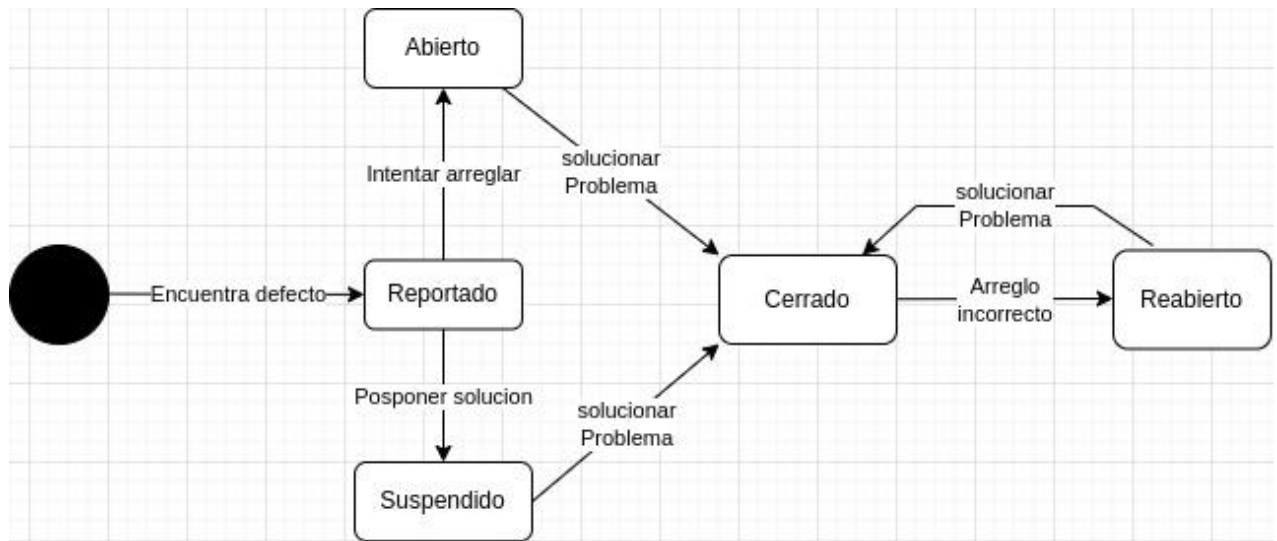 Abierto
solucionar
Problema
Intentar arreglar
solucionar
Problema
Encuentra defecto
Reportado
Cerrado
Arreglo
incorrecto
Reabierto
Posponer solucion
solucionar
Problema
Suspendido